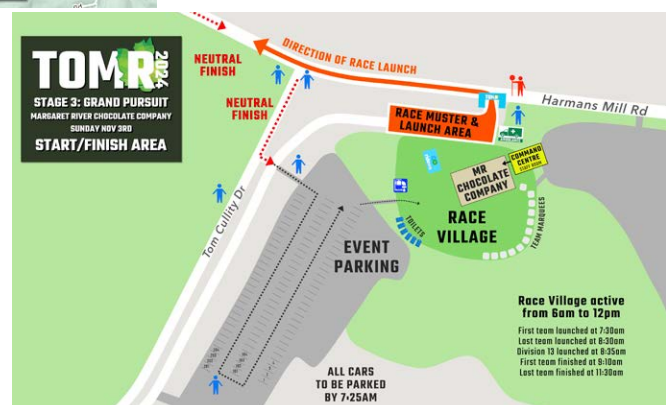 TOMR 2024
STAGE 3: GRAND PURSUIT
MARGARET RIVER CHOCOLATE COMPANY
SUNDAY NOV 3RD
START/FINISH AREA
NEUTRAL
FINISH
DIRECTION OF RACE LAUNCH
NEUTRAL
FINISH
Harmans Mill Rd
RACE MUSTER &
LAUNCH AREA
COMMAND
CENTRE
MR
CHOCOLATE
COMPANY
Tom Cullity Dr
RACE
VILLAGE
TOILETS
TEAM MARQUEES
EVENT
PARKING
Race Village active
from 6am to 12pm
First team launched at 7:30am
Last team launched at 8:30am
Division 13 launched at 8:35am
First team finished at 9:10am
Last team finished at 11:30am
ALL CARS
TO BE PARKED
BY 7:25AM